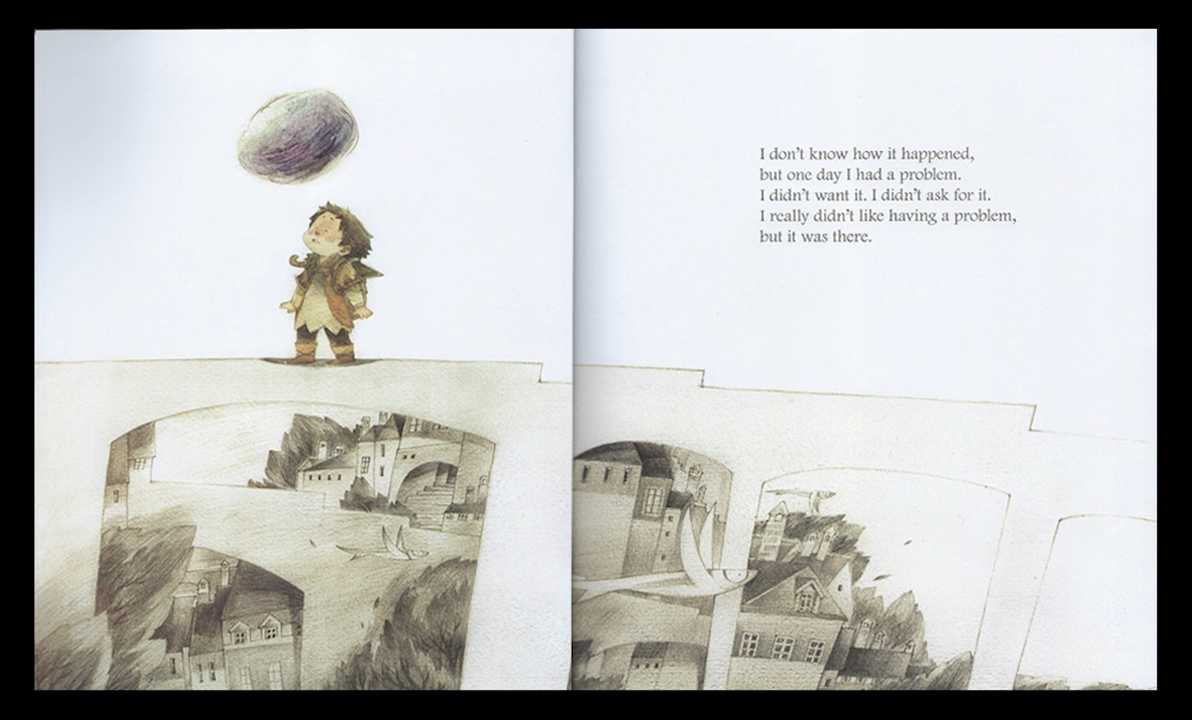 I don't know how it happened,
but one day I had a problem.
I didn't want it. I didn't ask for it.
I really didn't like having a problem,
but it was there.